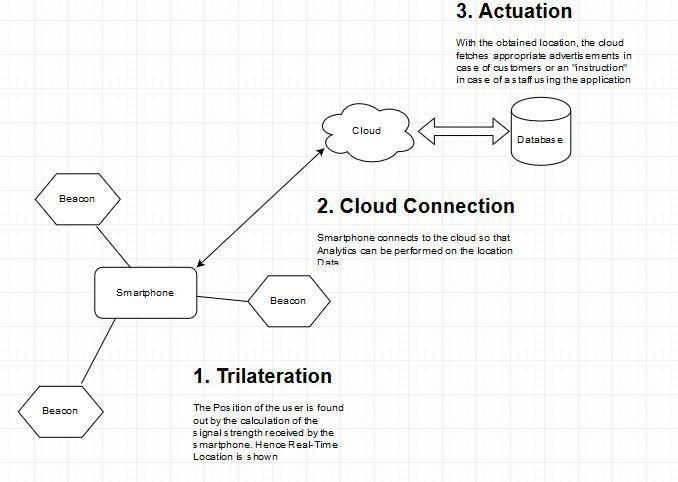 3. Actuation
With the obtained location, the cloud
fetches appropriate advertisements in
case of customers or an "instruction"
in case of a staff using the application
Cloud
Database
Beacon
2. Cloud Connection
Smartphone connects to the cloud so that
Analytics can be performed on the location
Data
Smartphone
Beacon
1. Trilateration
The Position of the user is found
out by the calculation of the
signal strength received by the
smartphone. Hence Real-Time
Location is shown
Beacon